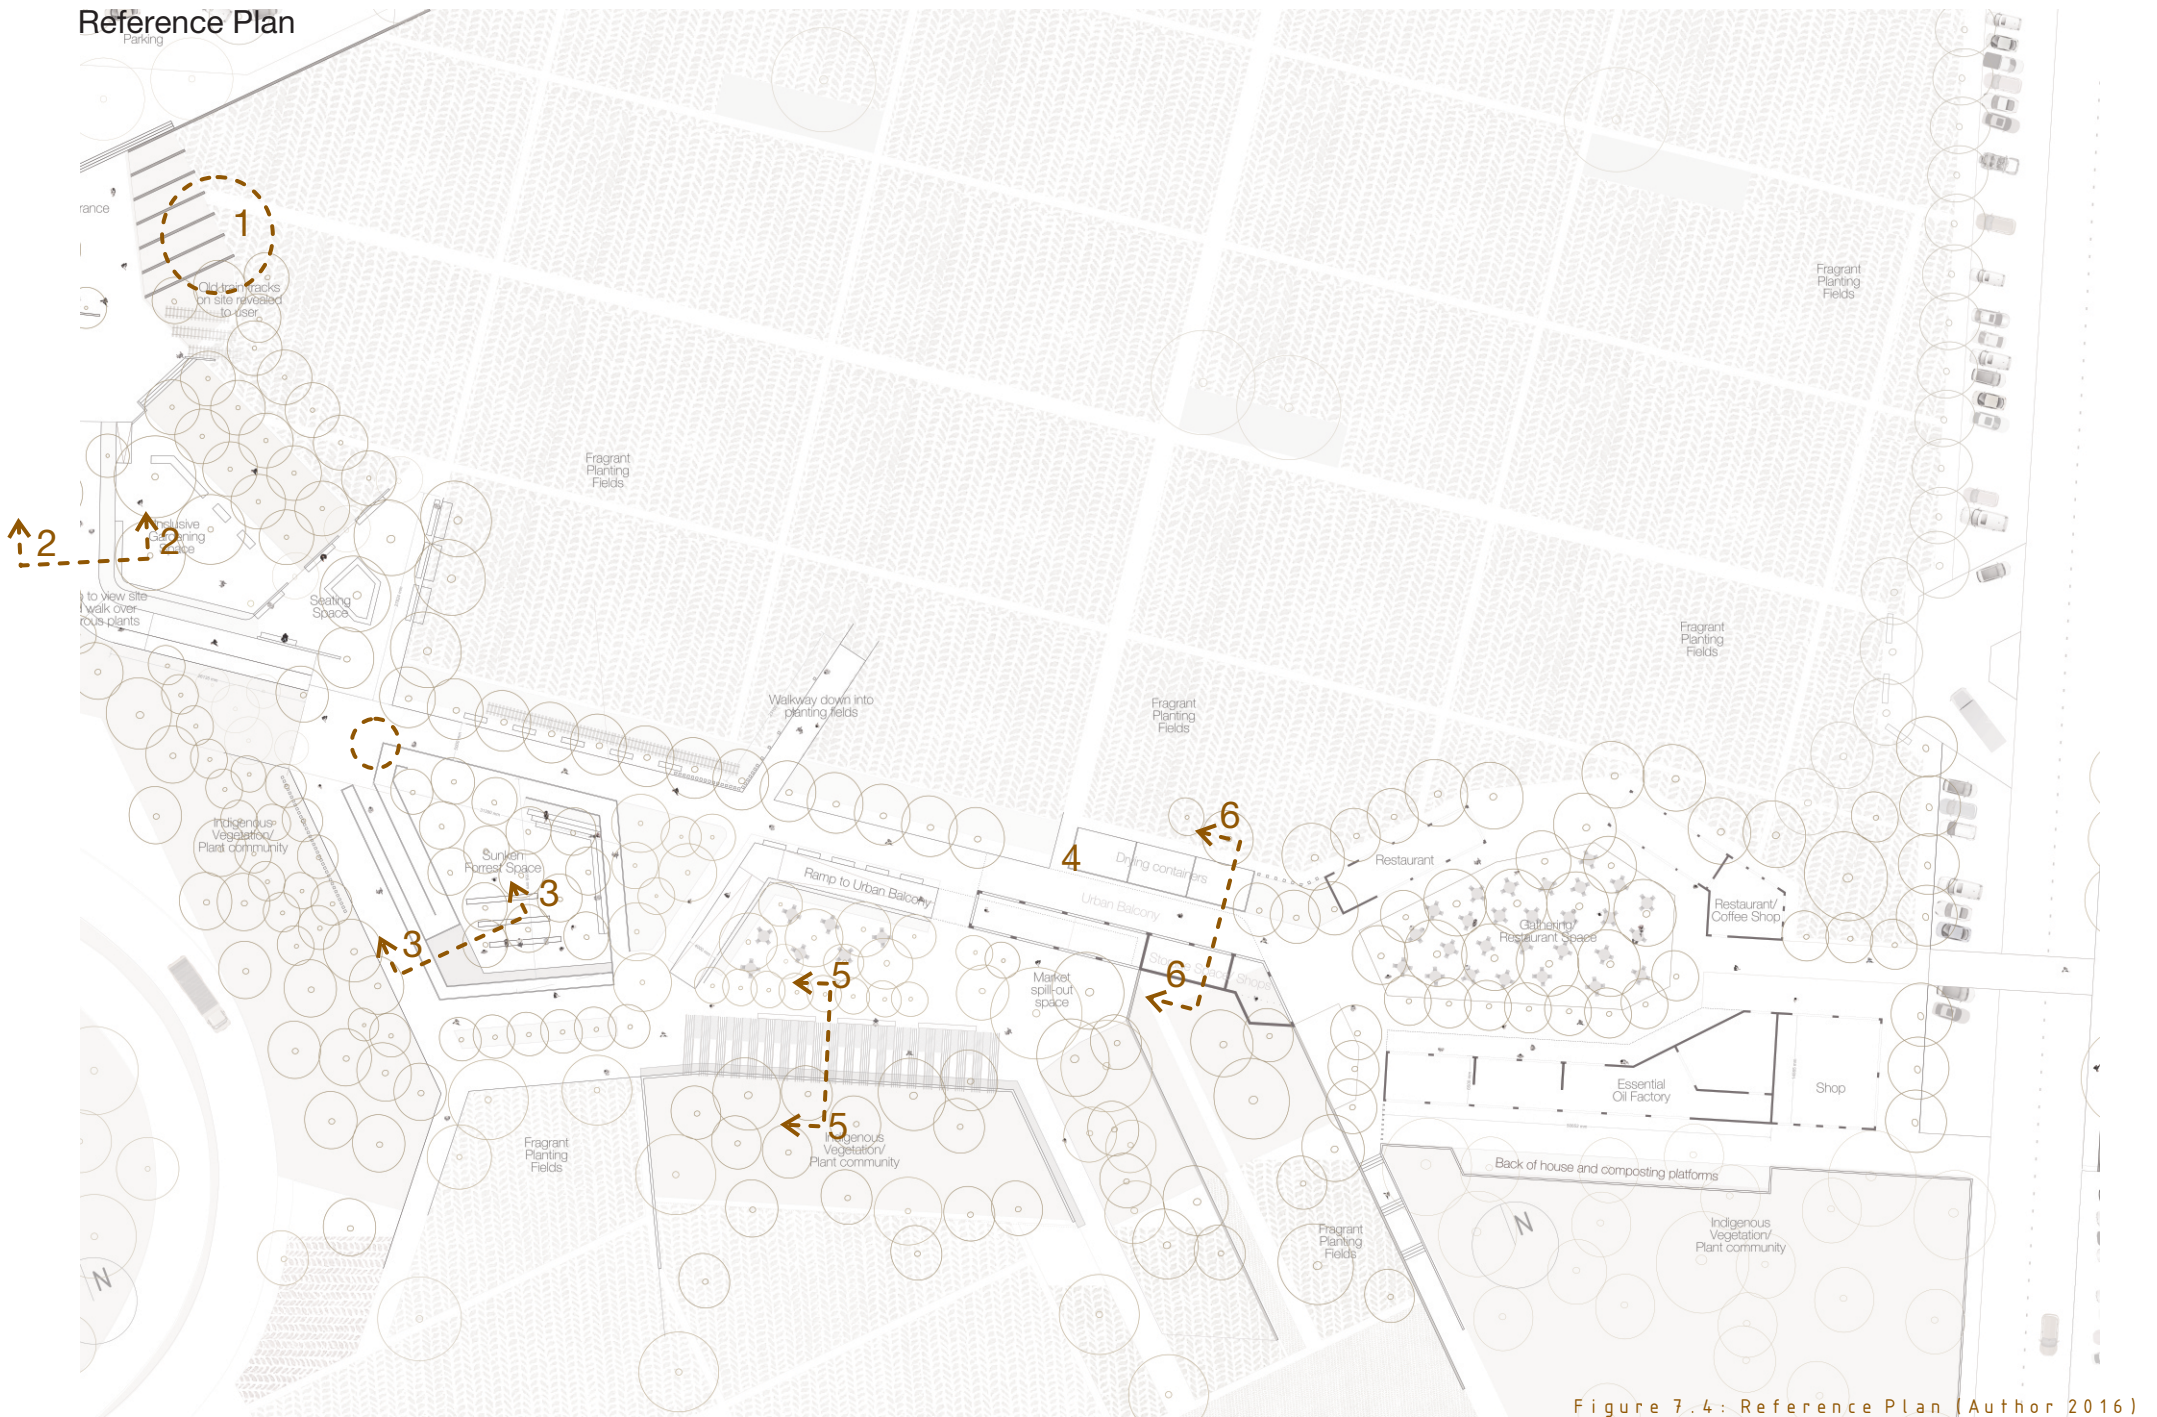 Reference Plan
Parking
rance
1
Old train tracks
on site revealed
to user
Fragrant
Planting
Fields
Fragrant
Planting
Fields
2
2
Inclusive
Gardening
Space
to view site
walk over
rous plants
Seating
Space
Fragrant
Planting
Fields
Walkway down into
planting fields
Fragrant
Planting
Fields
Indigenous
Vegetation/
Plant community
Sunken
Forrest Space
3
3
Ramp to Urban Balcony
4
Dining containers
Urban Balcony
6
6
Restaurant
Gathering/
Restaurant Space
Restaurant/
Coffee Shop
Market
spill-out
space
Storage Space
Shops
5
5
Indigenous
Vegetation/
Plant community
Fragrant
Planting
Fields
Essential
Oil Factory
Shop
Back of house and composting platforms
Fragrant
Planting
Fields
Indigenous
Vegetation/
Plant community
N
N
Figure 7.4: Reference Plan (Author 2016)